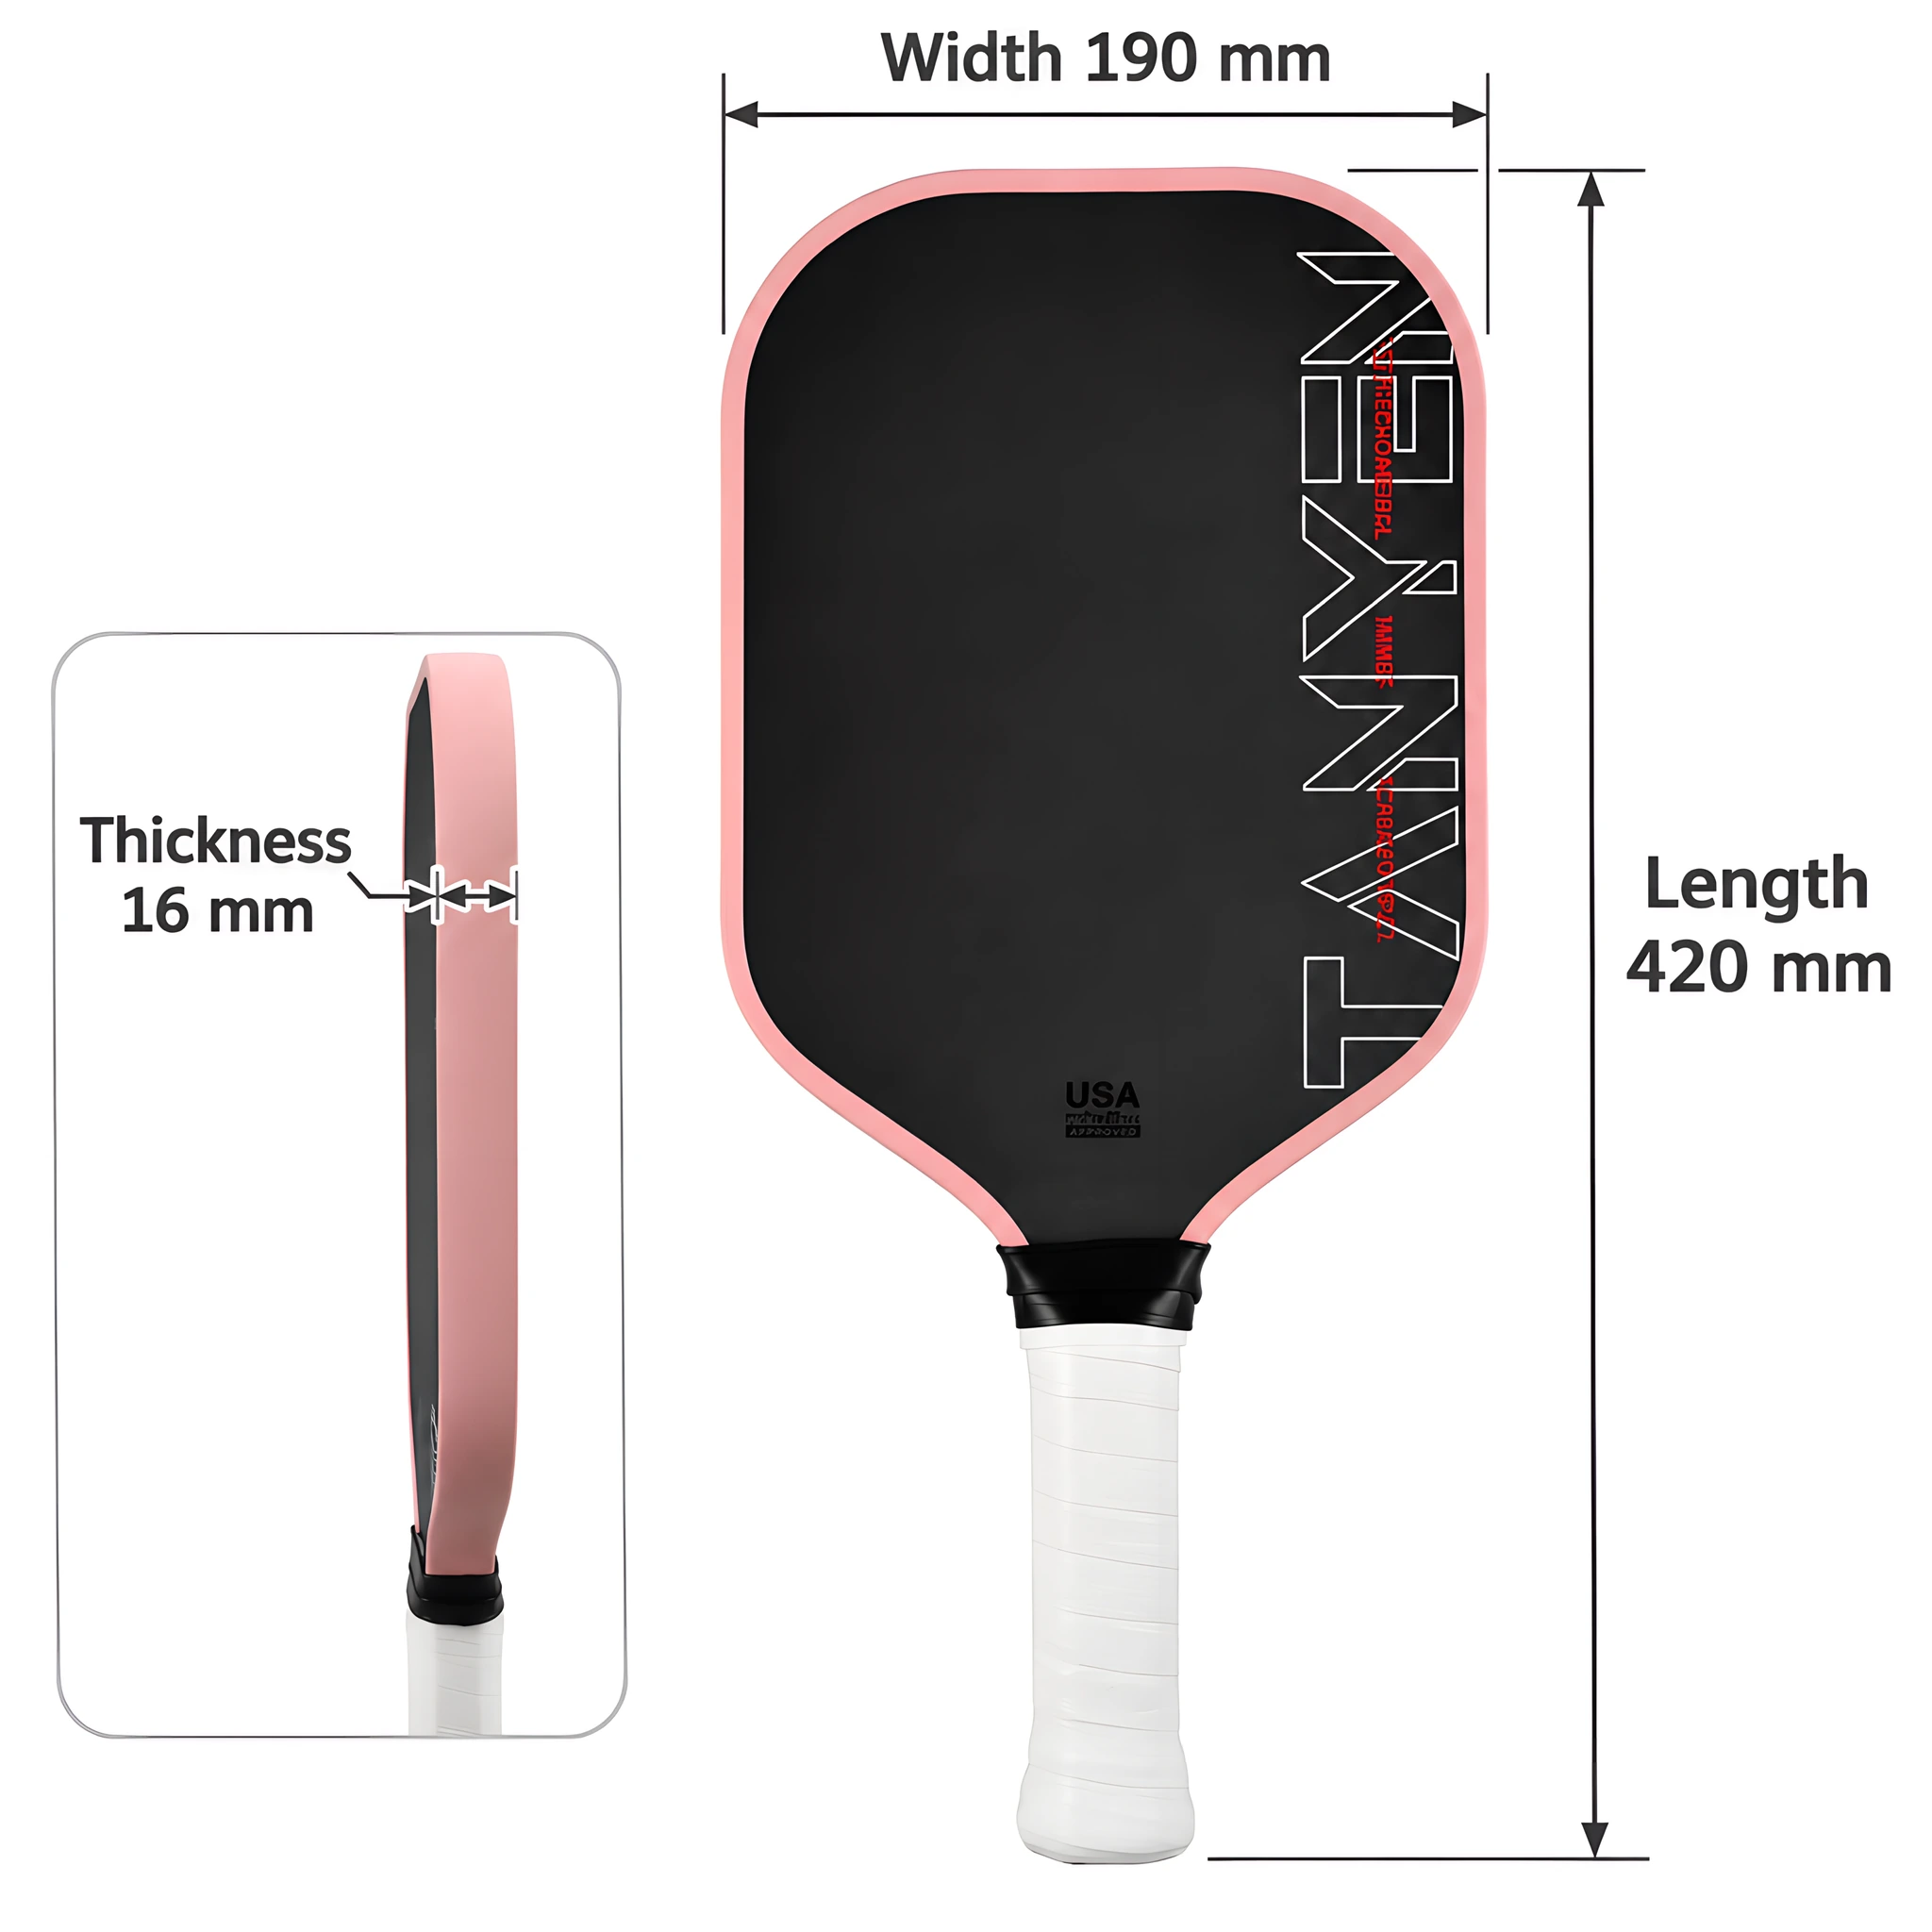 Width 190 mm
TANYEN
Thickness
16 mm
Length
420 mm
USA
APPROVED